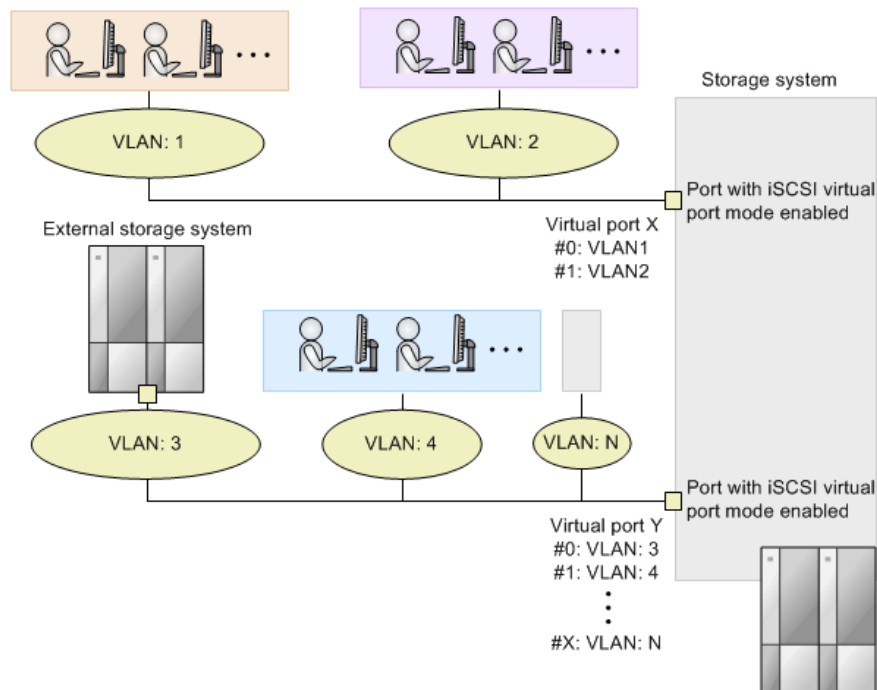 Storage system
VLAN: 1
VLAN: 2
Port with iSCSI virtual
port mode enabled
Virtual port X
#0: VLAN1
#1: VLAN2
External storage system
VLAN: 3
VLAN: 4
VLAN: N
Port with iSCSI virtual
port mode enabled
Virtual port Y
#0: VLAN: 3
#1: VLAN: 4
#X: VLAN: N